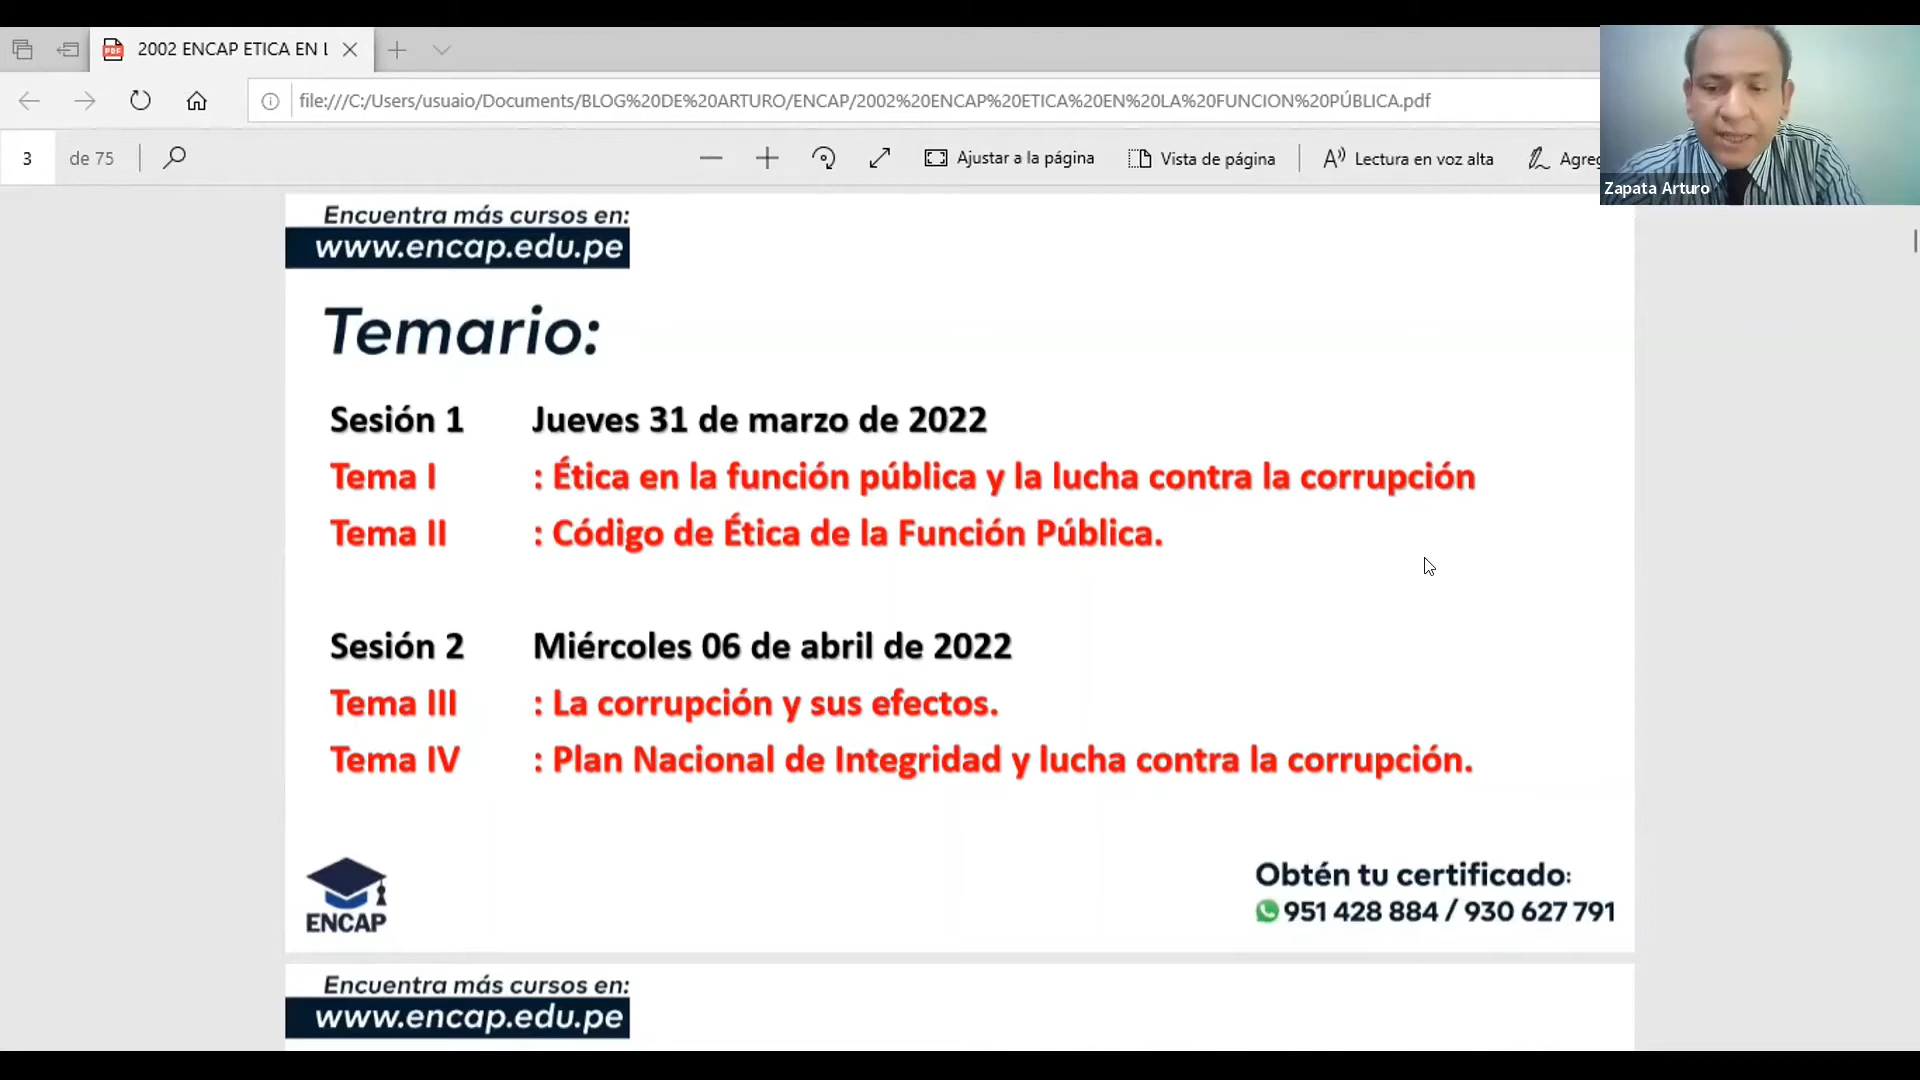 2002 ENCAP ETICA EN L
file:///C:/Users/usuaio/Documents/BLOG%20DE%20ARTURO/ENCAP/2002%20ENCAP%20ETICA%20EN%20LA%20FUNCION%20PÚBLICA.pdf
3 de 75
Ajustar a la página
Vista de página
Lectura en voz alta
Agreg
Zapata Arturo
Encuentra más cursos en:
www.encap.edu.pe
Temario:
Sesión 1 Jueves 31 de marzo de 2022
Tema I : Ética en la función pública y la lucha contra la corrupción
Tema II : Código de Ética de la Función Pública.
Sesión 2 Miércoles 06 de abril de 2022
Tema III : La corrupción y sus efectos.
Tema IV : Plan Nacional de Integridad y lucha contra la corrupción.
ENCAP
Obtén tu certificado:
951 428 884 / 930 627 791
Encuentra más cursos en:
www.encap.edu.pe